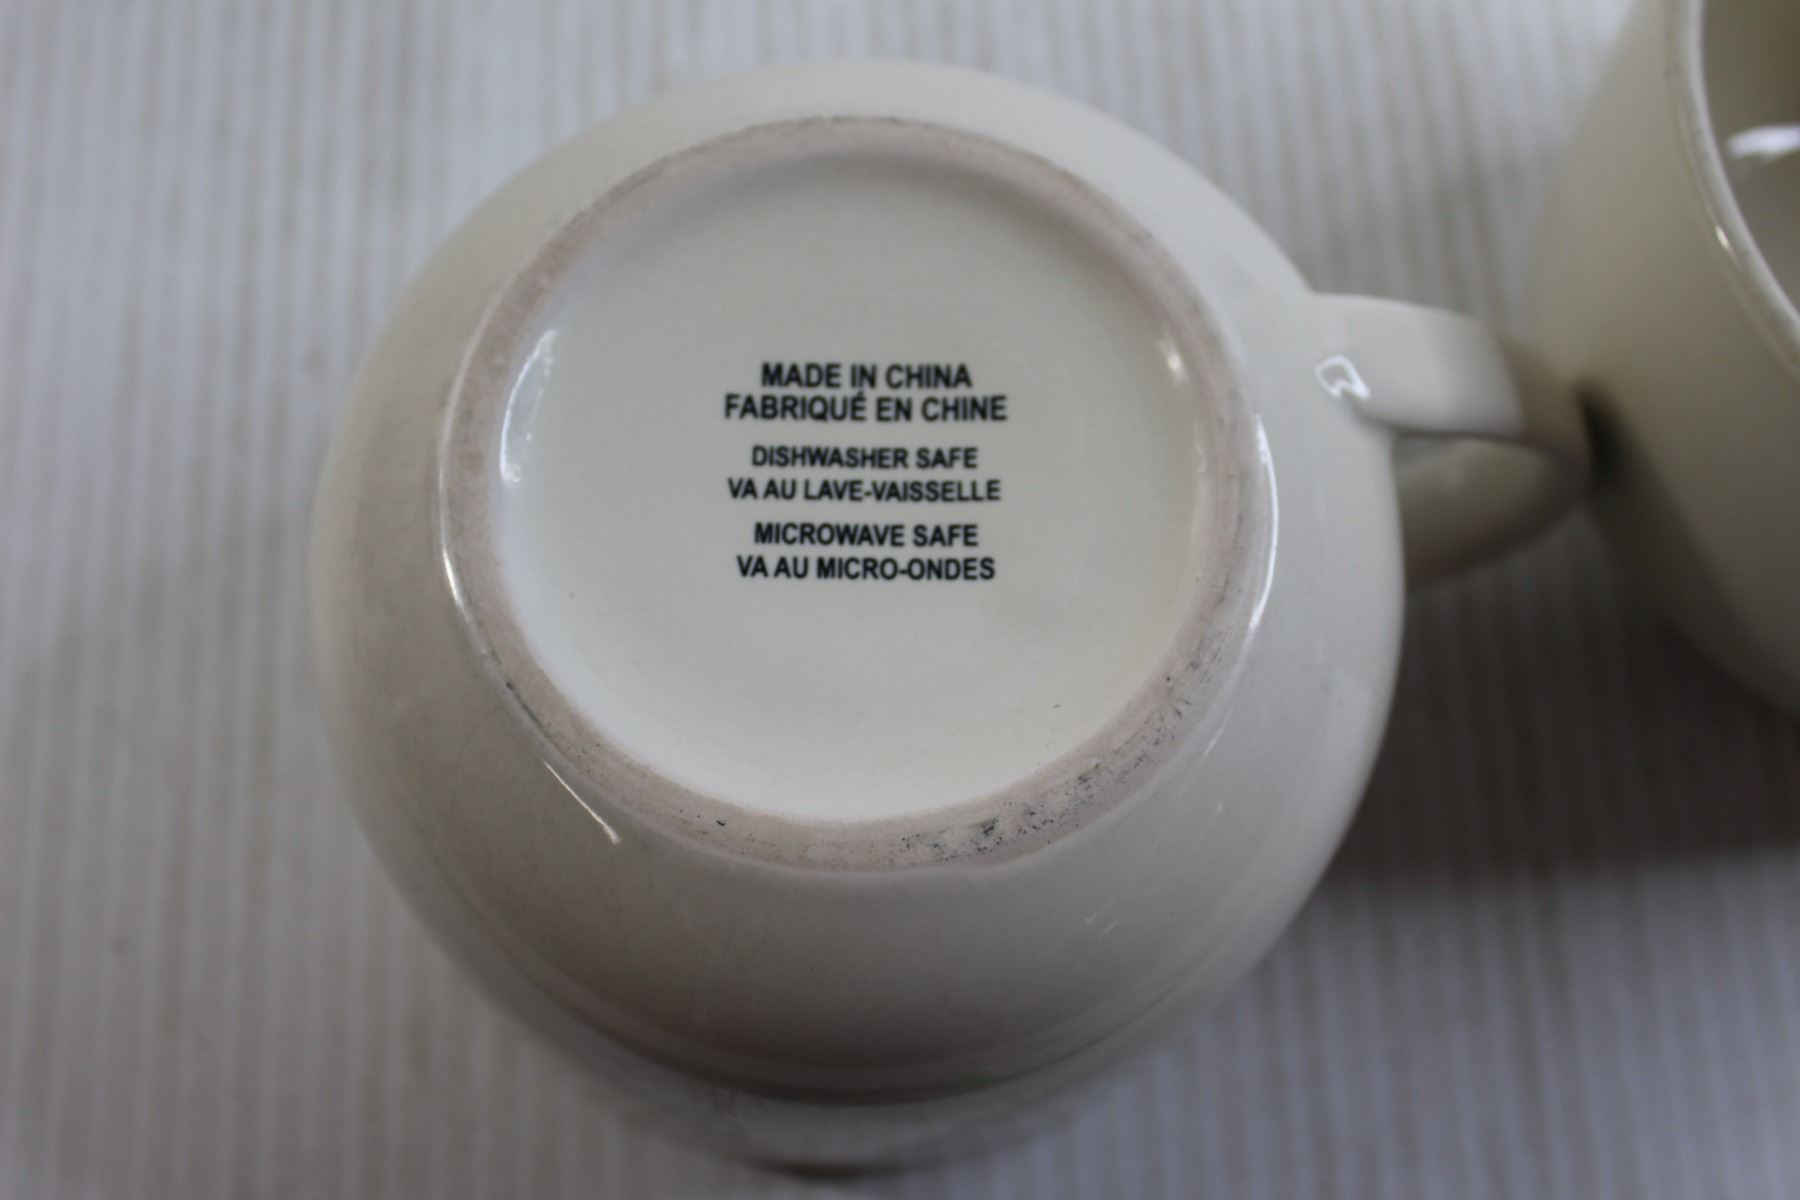 MADE IN CHINA
FABRIQUÉ EN CHINE
DISHWASHER SAFE
VA AU LAVE-VAISSELLE
MICROWAVE SAFE
VA AU MICRO-ONDES